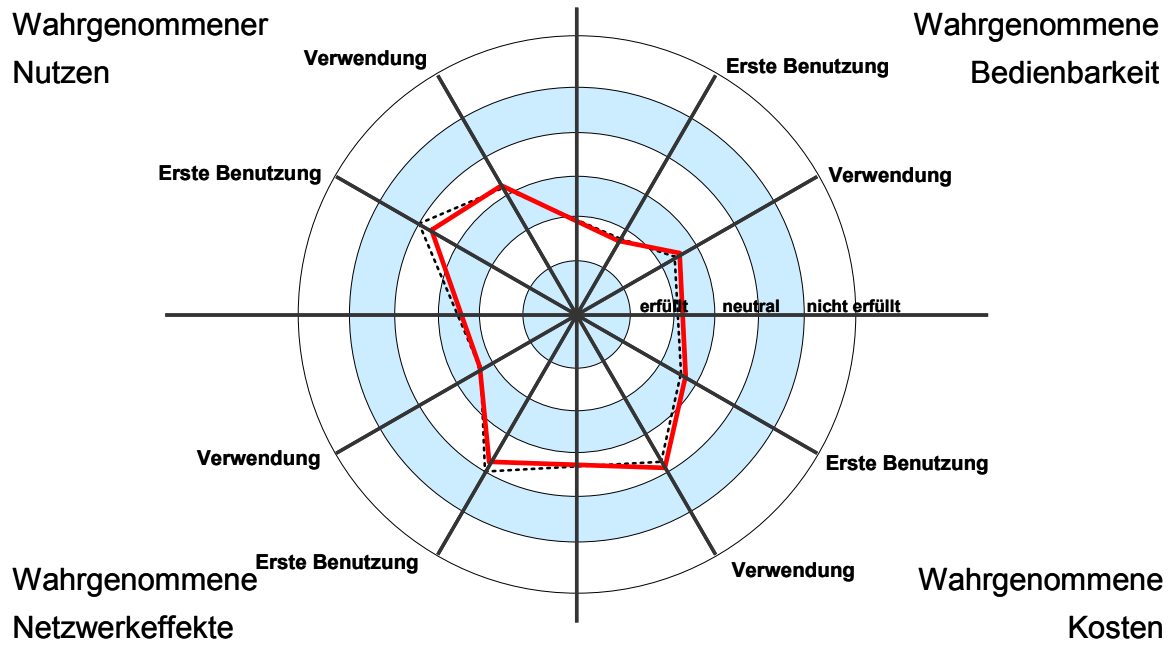 Wahrgenommener
Nutzen
Wahrgenommene
Bedienbarkeit
Verwendung
Erste Benutzung
Erste Benutzung
Verwendung
erfüllt
neutral
nicht erfüllt
Verwendung
Erste Benutzung
Erste Benutzung
Verwendung
Wahrgenommene
Netzwerkeffekte
Wahrgenommene
Kosten